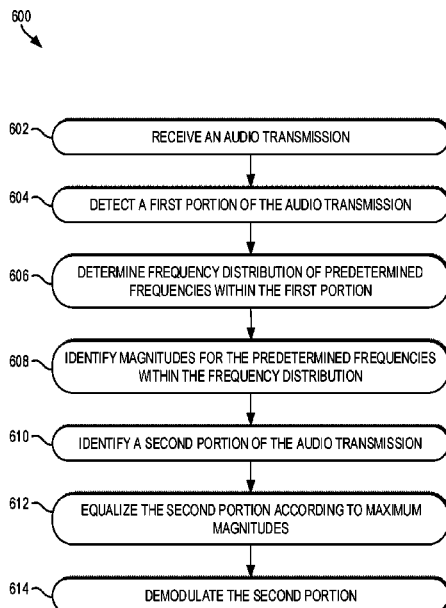 600
602
RECEIVE AN AUDIO TRANSMISSION
604
DETECT A FIRST PORTION OF THE AUDIO TRANSMISSION
606
DETERMINE FREQUENCY DISTRIBUTION OF PREDETERMINED
FREQUENCIES WITHIN THE FIRST PORTION
608
IDENTIFY MAGNITUDES FOR THE PREDETERMINED FREQUENCIES
WITHIN THE FREQUENCY DISTRIBUTION
610
IDENTIFY A SECOND PORTION OF THE AUDIO TRANSMISSION
612
EQUALIZE THE SECOND PORTION ACCORDING TO MAXIMUM
MAGNITUDES
614
DEMODULATE THE SECOND PORTION